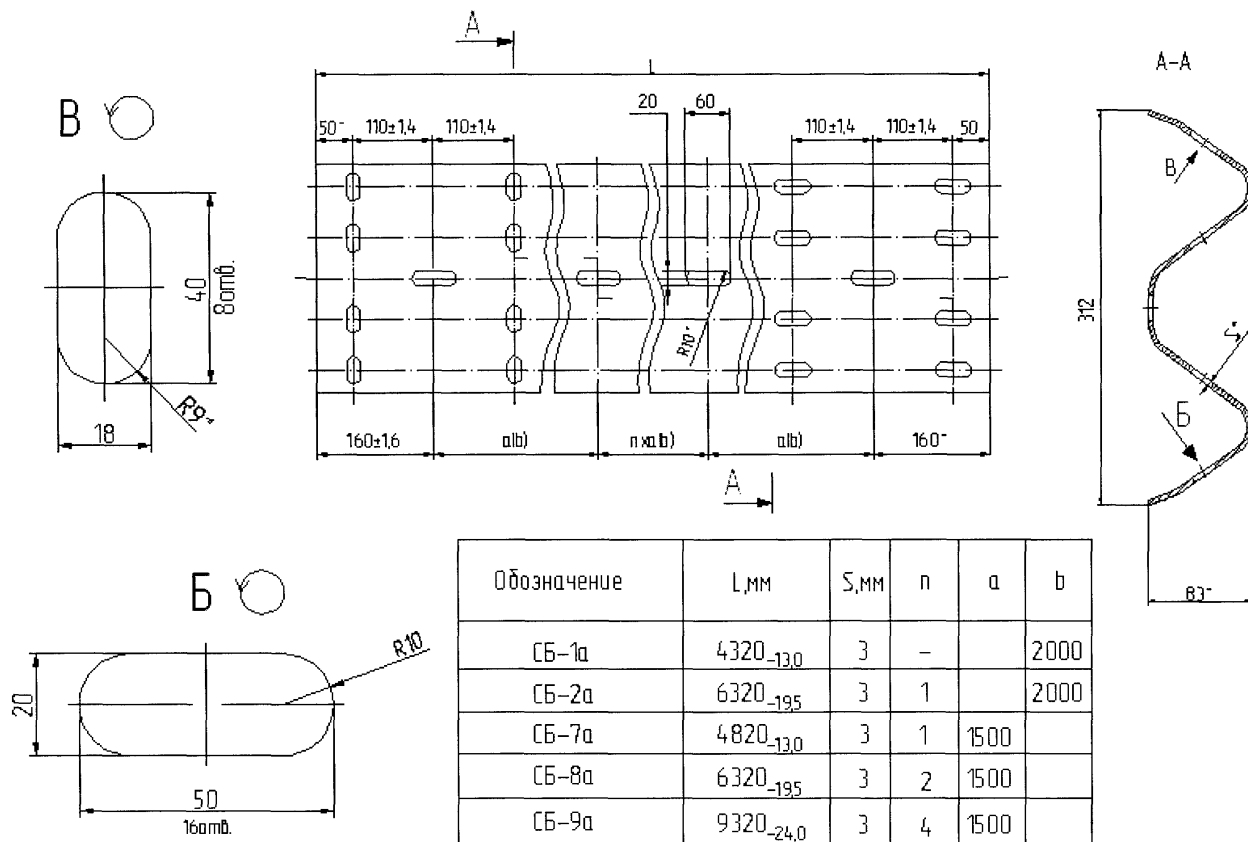 А
L
20
60
50*
110±1,4
110±1,4
110±1,4
110±1,4
50
R10*
160±1,6
a(b)
n x a(b)
a(b)
160*
А
В
40
8отв.
R9*
18
Б
20
R10
50
16отв.
А-А
В
312
S*
Б
83*
Обозначение L,мм S,мм n a b
СБ-1а 4320-13,0 3 - 2000
СБ-2а 6320-19,5 3 1 2000
СБ-7а 4820-13,0 3 1 1500
СБ-8а 6320-19,5 3 2 1500
СБ-9а 9320-24,0 3 4 1500